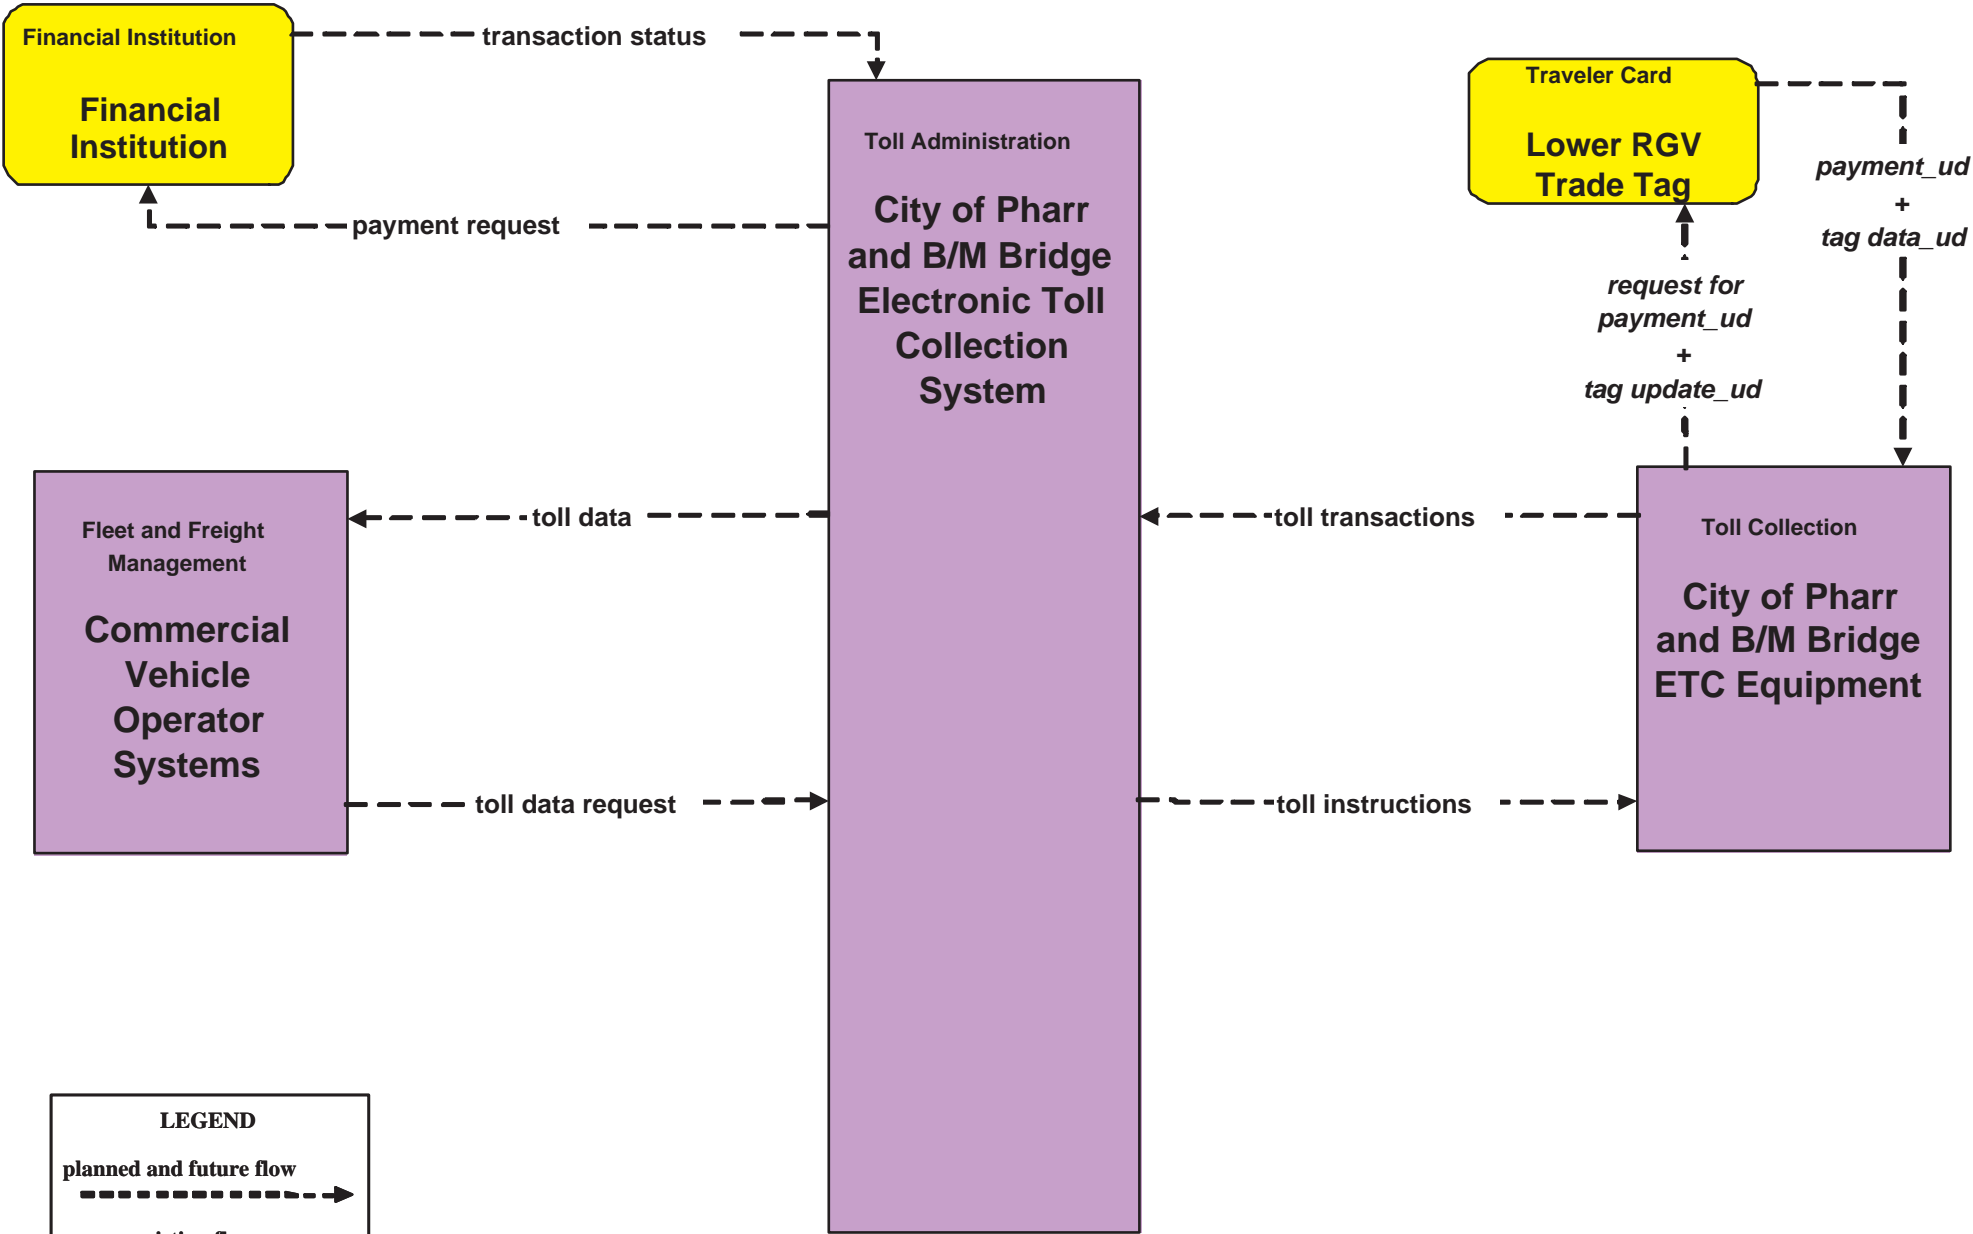 Financial Institution
Financial
Institution
transaction status
payment request
Toll Administration
City of Pharr
and B/M Bridge
Electronic Toll
Collection
System
Traveler Card
Lower RGV
Trade Tag
payment_ud
+
tag data_ud
request for
payment_ud
+
tag update_ud
Fleet and Freight
Management
Commercial
Vehicle
Operator
Systems
toll data
toll data request
toll transactions
toll instructions
Toll Collection
City of Pharr
and B/M Bridge
ETC Equipment
LEGEND
planned and future flow